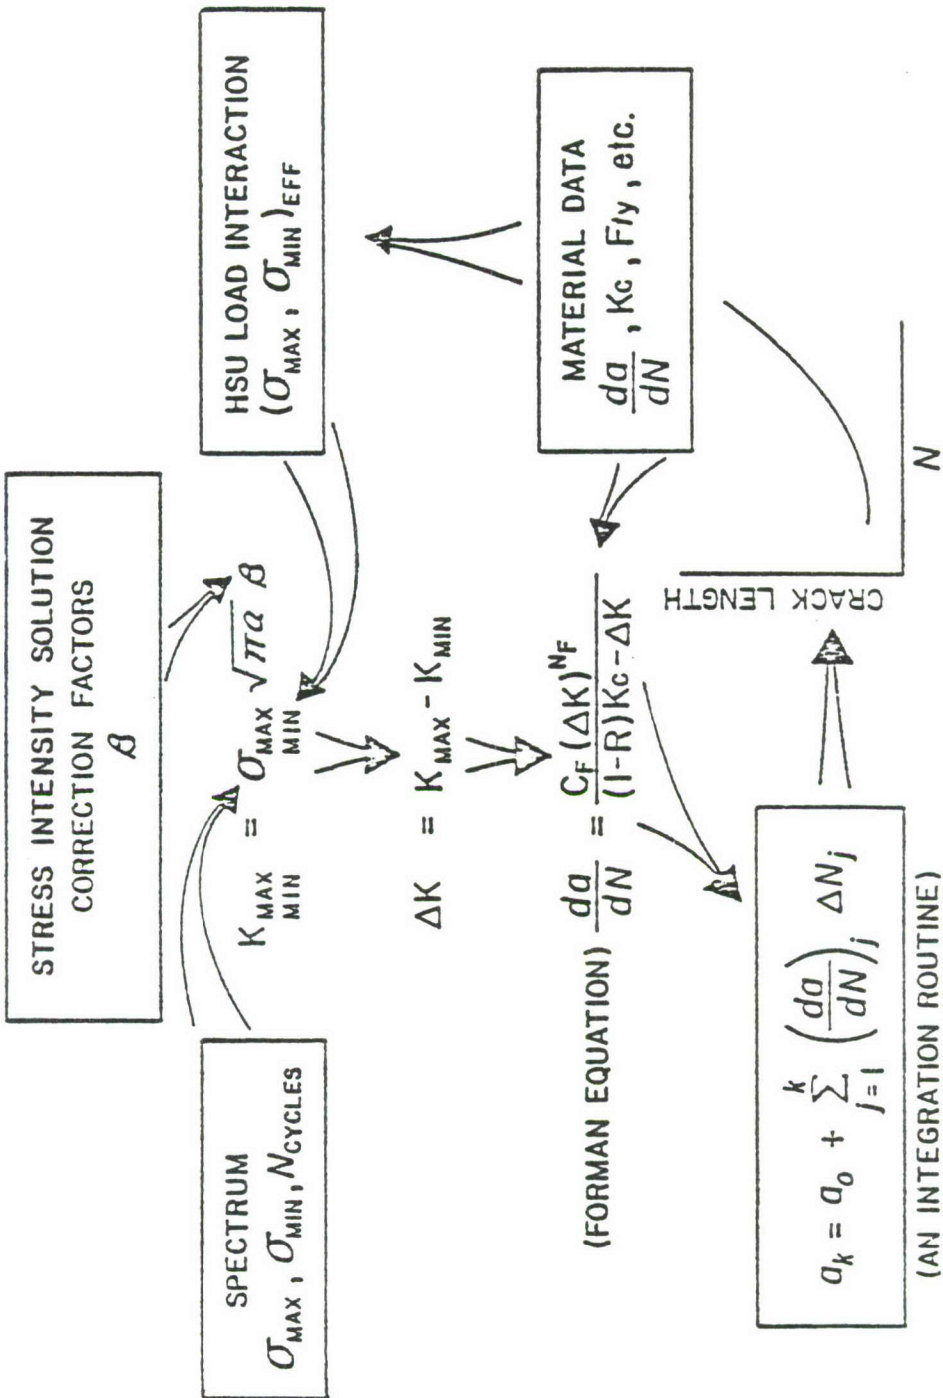 STRESS INTENSITY SOLUTION
CORRECTION FACTORS
β
SPECTRUM
σMAX , σMIN , NCYCLES
HSU LOAD INTERACTION
(σMAX , σMIN)EFF
K MAX MIN = σ MAX MIN √πa β
ΔK = KMAX - KMIN
(FORMAN EQUATION) da/dN = CF (ΔK)^NF / (1-R)Kc - ΔK
MATERIAL DATA
da/dN , Kc , Fty , etc.
ak = ao + Σ j=1 k (da/dN)j ΔNj
(AN INTEGRATION ROUTINE)
CRACK LENGTH
N